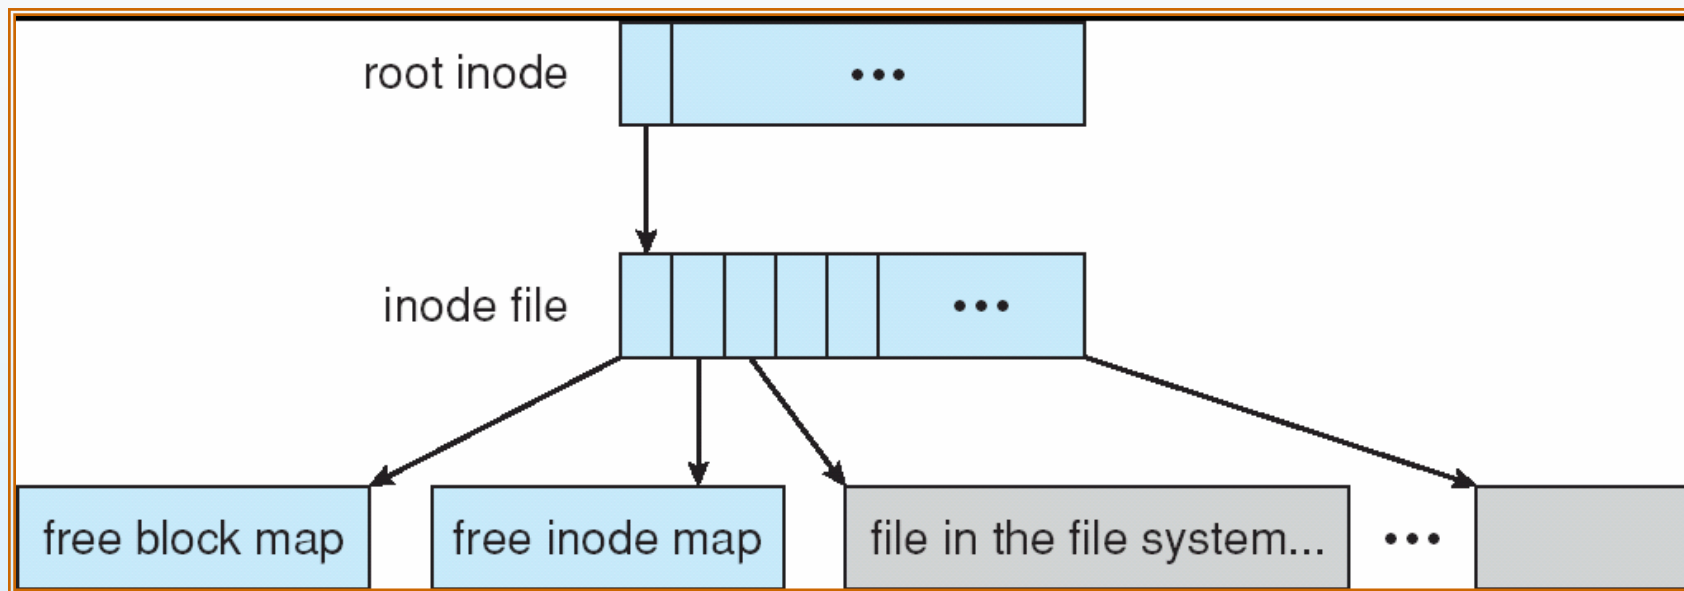 root inode
•••
inode file
•••
free block map
free inode map
file in the file system...
•••